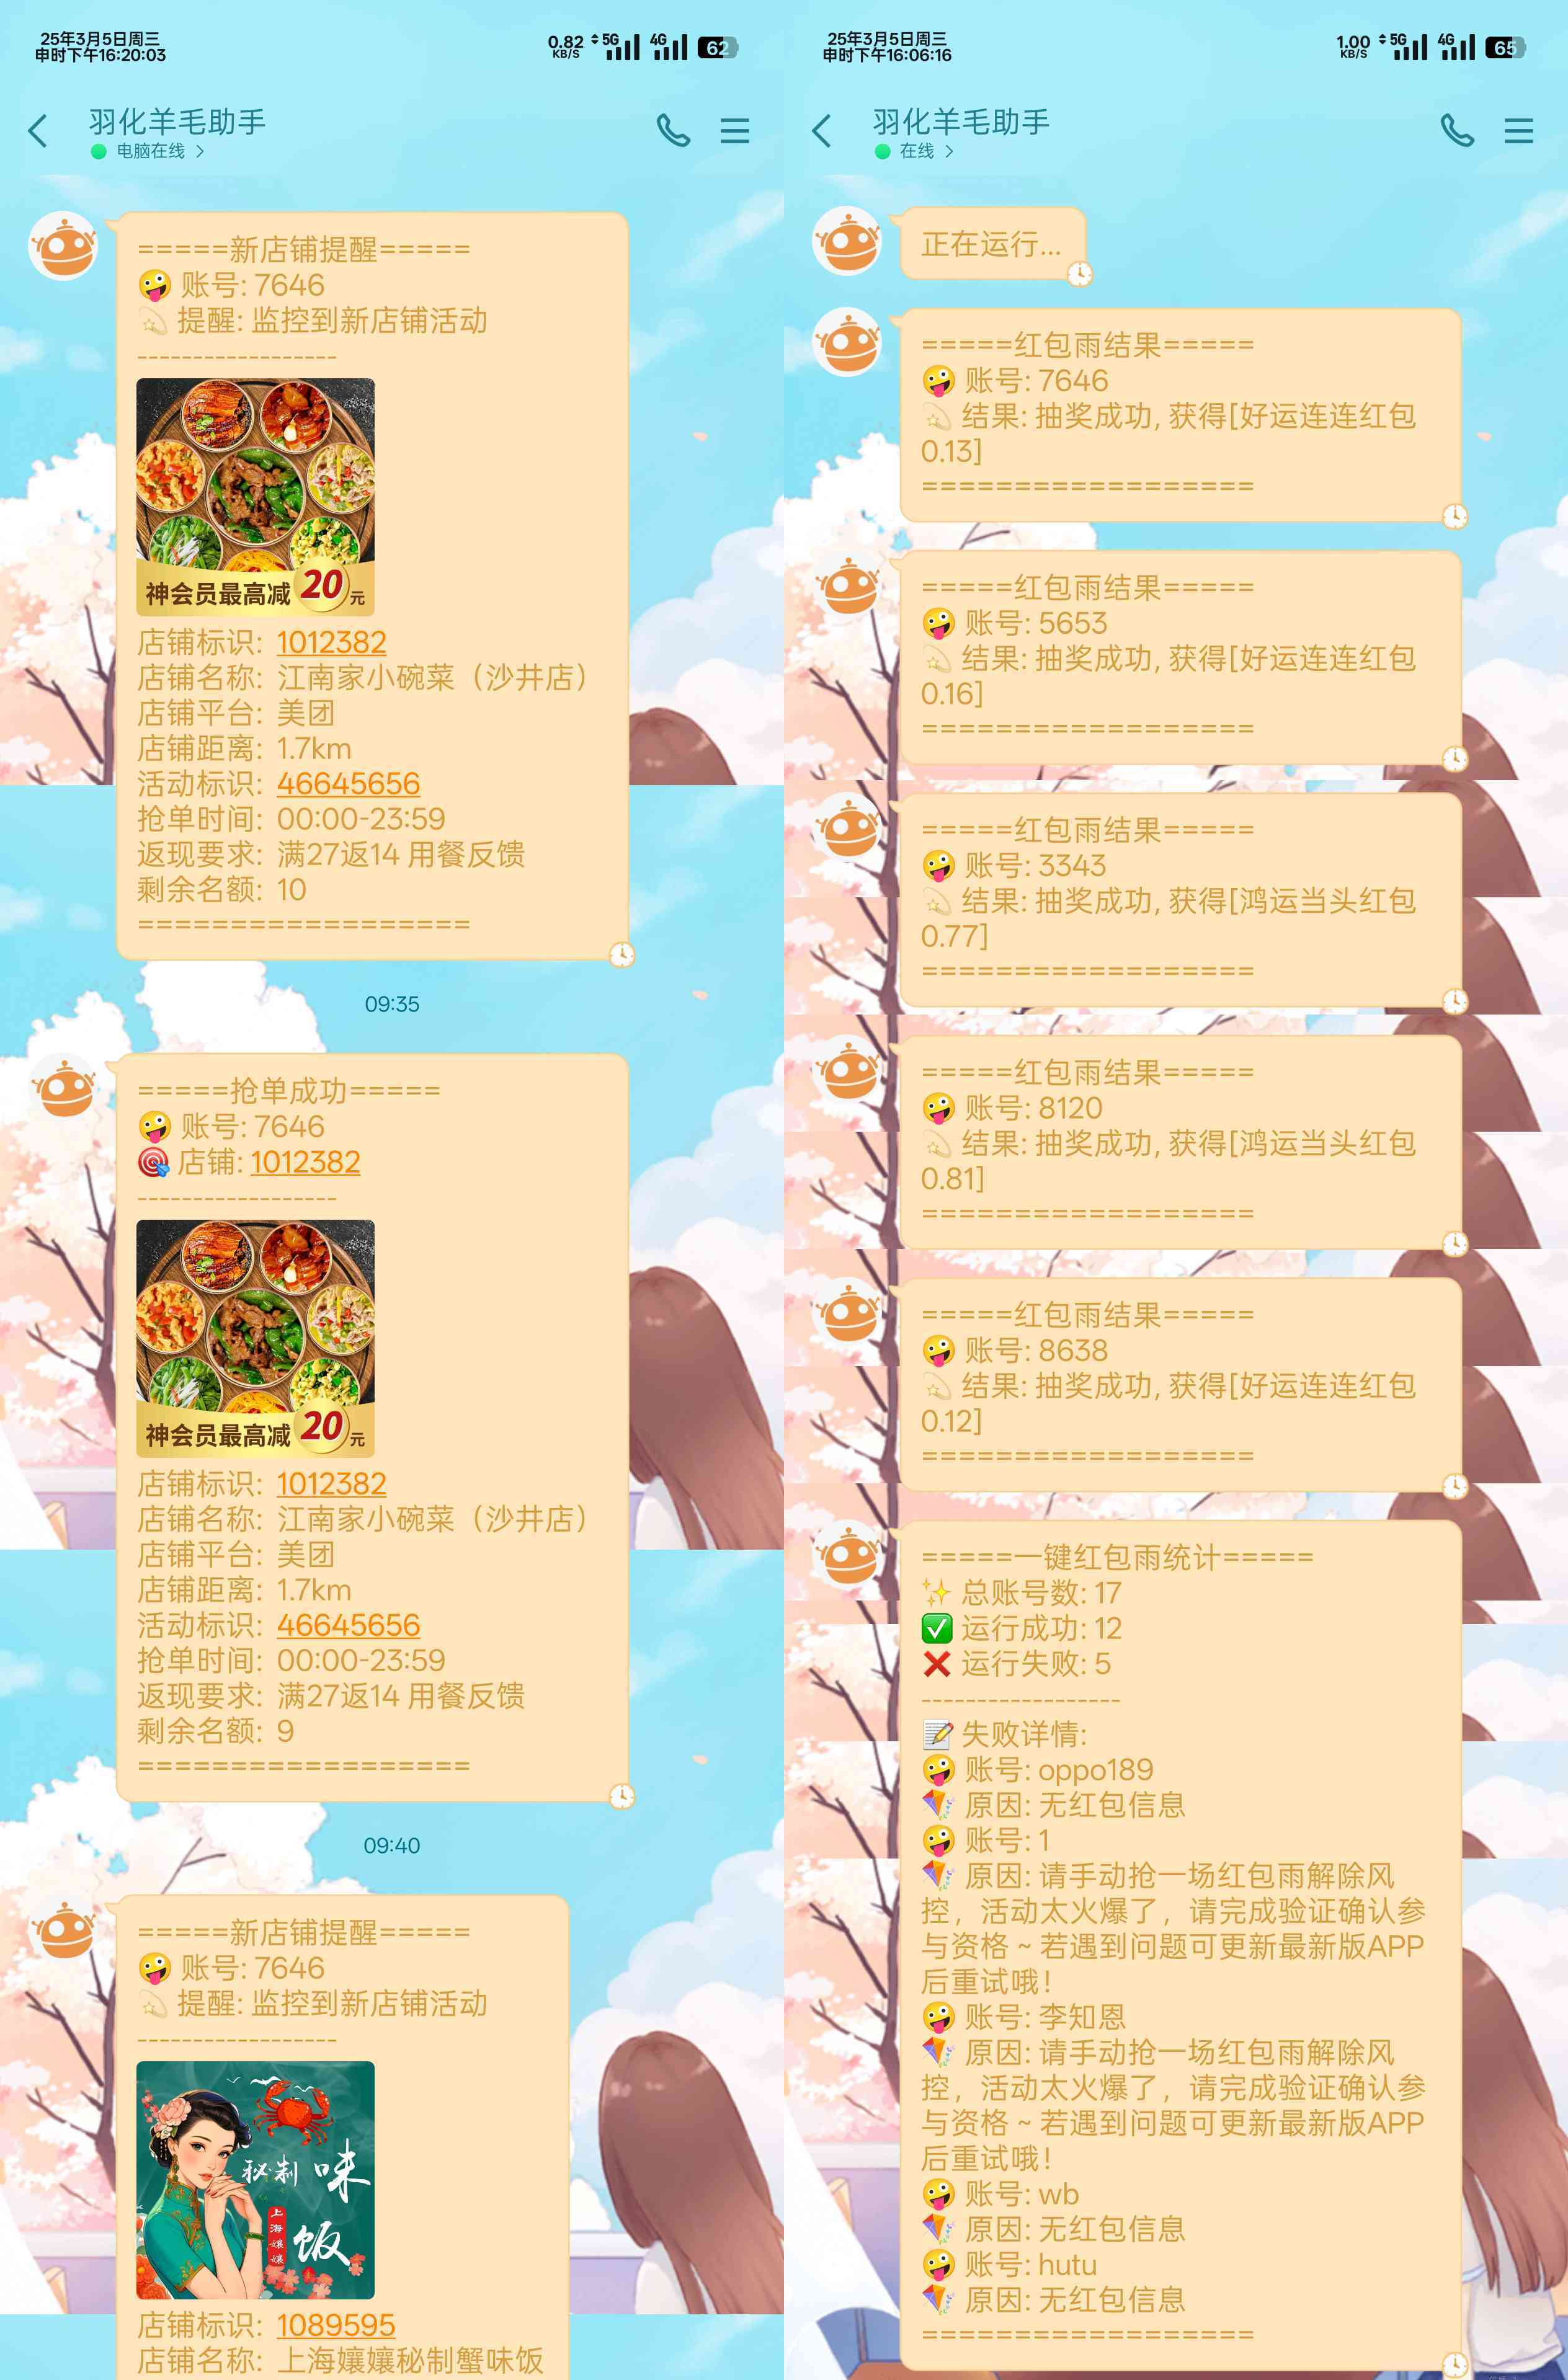 25年3月5日周三
申时下午16:20:03
0.82
KB/S
5G
4G
62
羽化羊毛助手
电脑在线
=====新店铺提醒=====
账号: 7646
提醒: 监控到新店铺活动
------------------
神会员最高减20元
店铺标识: 1012382
店铺名称: 江南家小碗菜（沙井店）
店铺平台: 美团
店铺距离: 1.7km
活动标识: 46645656
抢单时间: 00:00-23:59
返现要求: 满27返14 用餐反馈
剩余名额: 10
==================
09:35
=====抢单成功=====
账号: 7646
店铺: 1012382
------------------
神会员最高减20元
店铺标识: 1012382
店铺名称: 江南家小碗菜（沙井店）
店铺平台: 美团
店铺距离: 1.7km
活动标识: 46645656
抢单时间: 00:00-23:59
返现要求: 满27返14 用餐反馈
剩余名额: 9
==================
09:40
=====新店铺提醒=====
账号: 7646
提醒: 监控到新店铺活动
------------------
秘制 味
饭
上海孃孃
店铺标识: 1089595
店铺名称: 上海孃孃秘制蟹味饭
25年3月5日周三
申时下午16:06:16
1.00
KB/S
5G
4G
65
羽化羊毛助手
在线
正在运行...
=====红包雨结果=====
账号: 7646
结果: 抽奖成功, 获得[好运连连红包
0.13]
==================
=====红包雨结果=====
账号: 5653
结果: 抽奖成功, 获得[好运连连红包
0.16]
==================
=====红包雨结果=====
账号: 3343
结果: 抽奖成功, 获得[鸿运当头红包
0.77]
==================
=====红包雨结果=====
账号: 8120
结果: 抽奖成功, 获得[鸿运当头红包
0.81]
==================
=====红包雨结果=====
账号: 8638
结果: 抽奖成功, 获得[好运连连红包
0.12]
==================
=====一键红包雨统计=====
总账号数: 17
运行成功: 12
运行失败: 5
------------------
失败详情:
账号: oppo189
原因: 无红包信息
账号: 1
原因: 请手动抢一场红包雨解除风
控，活动太火爆了，请完成验证确认参
与资格~若遇到问题可更新最新版APP
后重试哦！
账号: 李知恩
原因: 请手动抢一场红包雨解除风
控，活动太火爆了，请完成验证确认参
与资格~若遇到问题可更新最新版APP
后重试哦！
账号: wb
原因: 无红包信息
账号: hutu
原因: 无红包信息
==================